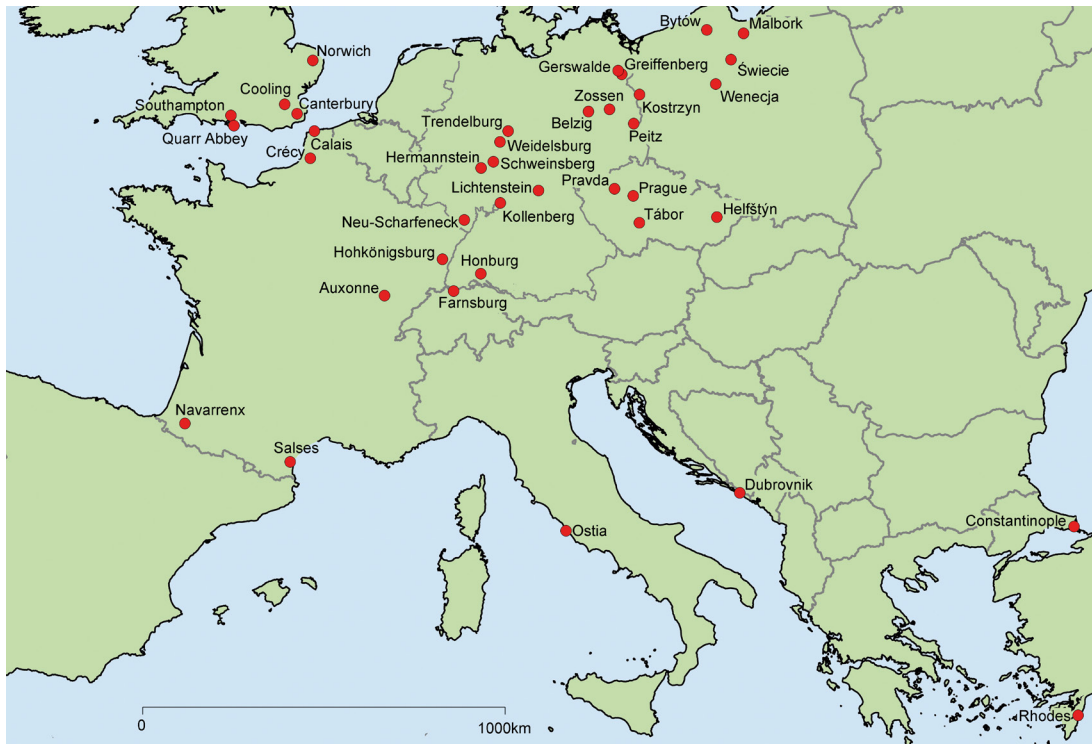 Bytów
Malbork
Norwich
Gerswalde
Greiffenberg
Świecie
Wenecja
Cooling
Zossen
Kostrzyn
Southampton
Canterbury
Belzig
Trendelburg
Peitz
Quarr Abbey
Calais
Weidelsburg
Crécy
Hermannstein
Schweinsberg
Lichtenstein
Pravda
Prague
Kollenberg
Helfštýn
Neu-Scharfeneck
Tábor
Hohkönigsburg
Honburg
Auxonne
Farnsburg
Navarrenx
Salses
Dubrovnik
Constantinople
Ostia
Rhodes
0
1000km